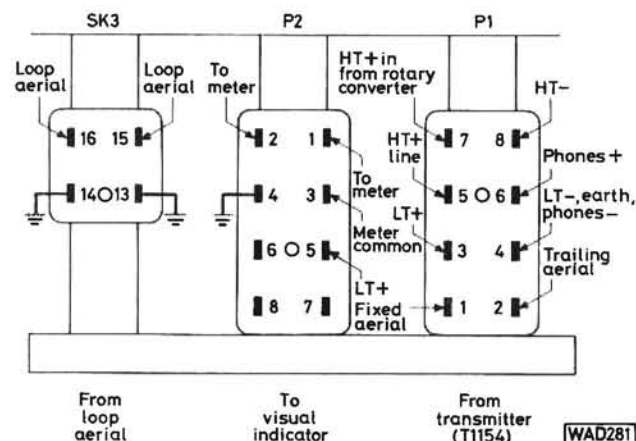 SK3 P2 P1
Loop aerial
Loop aerial
To meter
HT+ in from rotary converter
HT-
16 15
2 1
7 8
HT+ line
Phones +
To meter
14 13
4 3
5 6
LT-, earth, phones-
Meter common
LT+
6 5
3 4
Trailing aerial
LT+
Fixed aerial
8 7
1 2
From loop aerial
To visual indicator
From transmitter (T1154)
WAD281